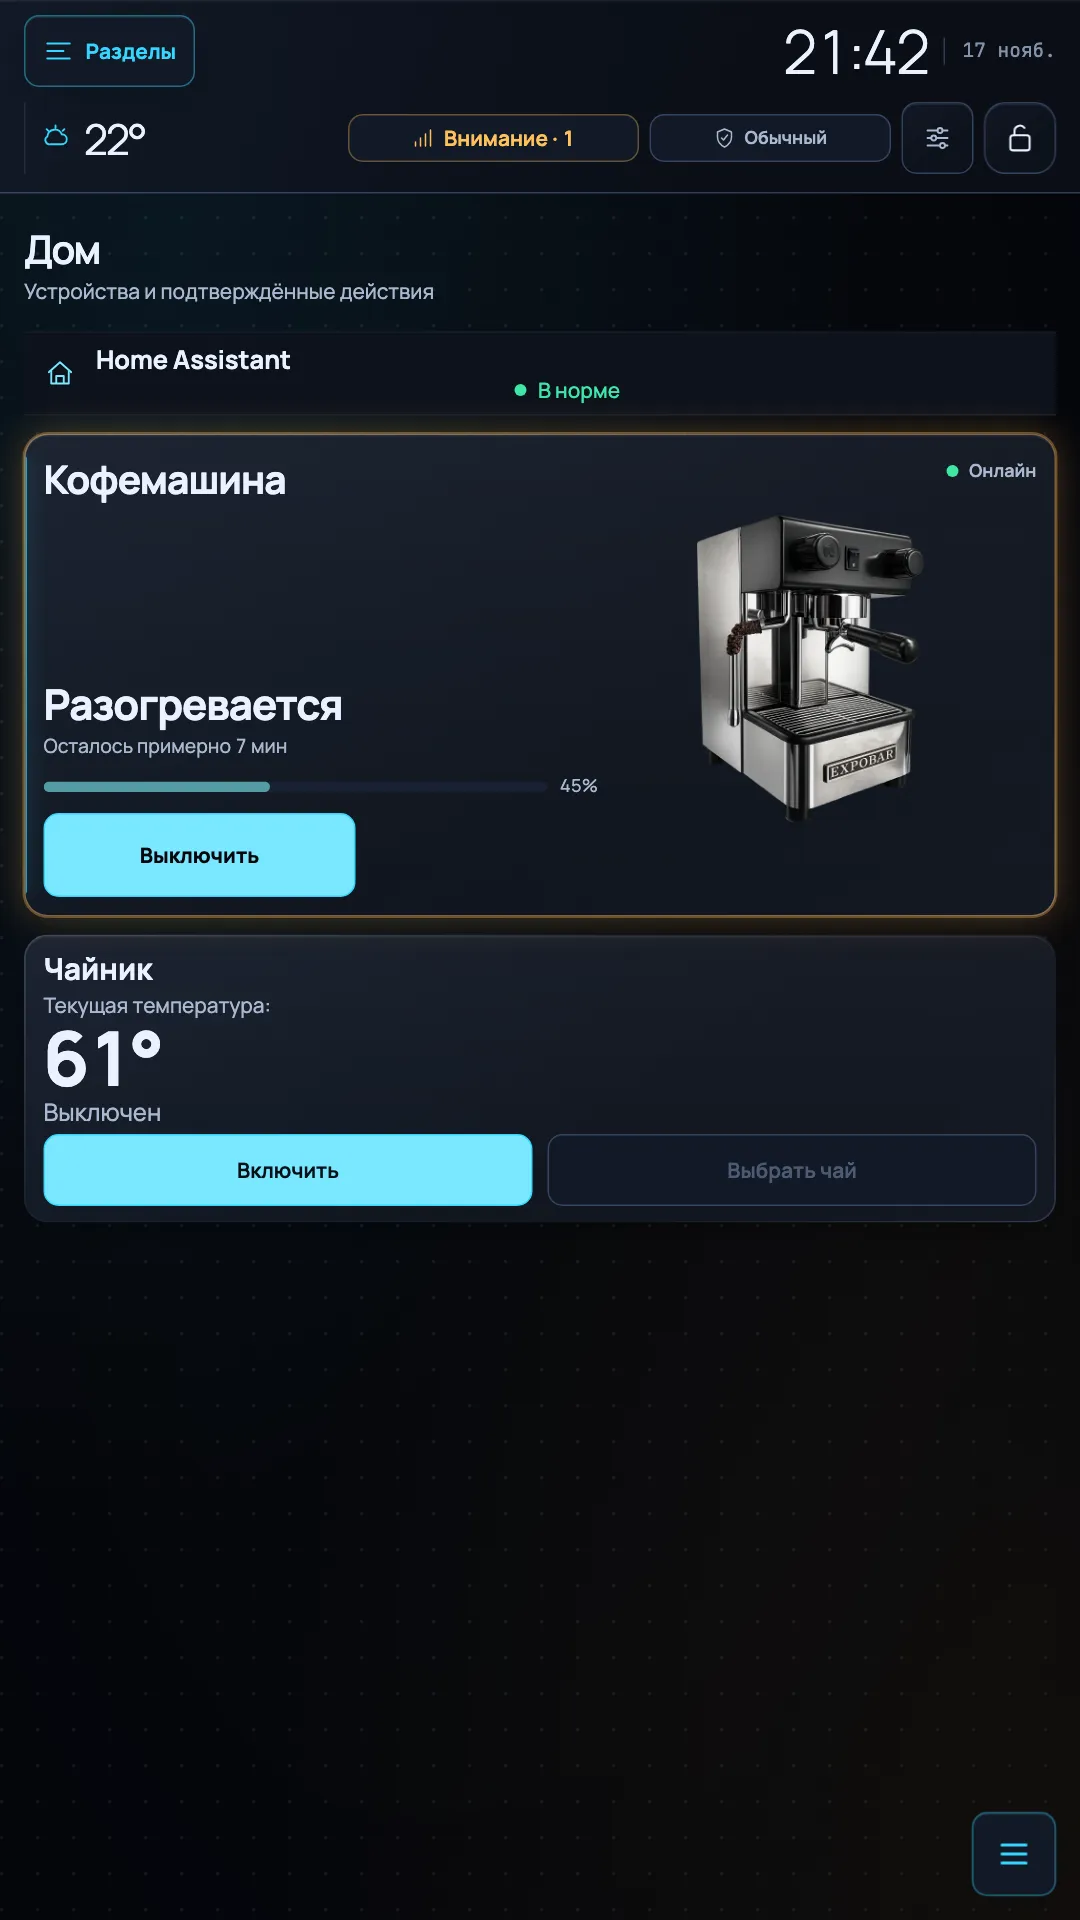 Разделы
21:42
17 нояб.
22°
Внимание · 1
Обычный
Дом
Устройства и подтверждённые действия
Home Assistant
В норме
Кофемашина
Онлайн
EXPOBAR
Разогревается
Осталось примерно 7 мин
45%
Выключить
Чайник
Текущая температура:
61°
Выключен
Включить
Выбрать чай